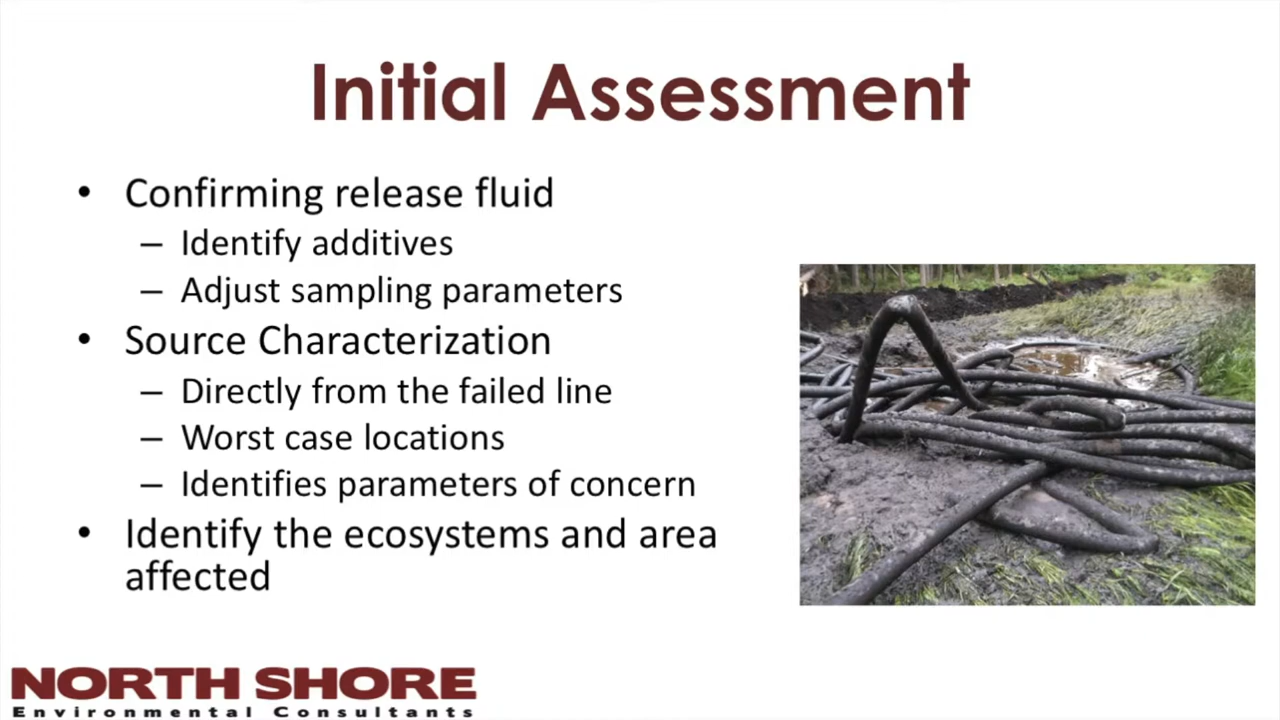 Initial Assessment
• Confirming release fluid
– Identify additives
– Adjust sampling parameters
• Source Characterization
– Directly from the failed line
– Worst case locations
– Identifies parameters of concern
• Identify the ecosystems and area
affected
NORTH SHORE
Environmental Consultants